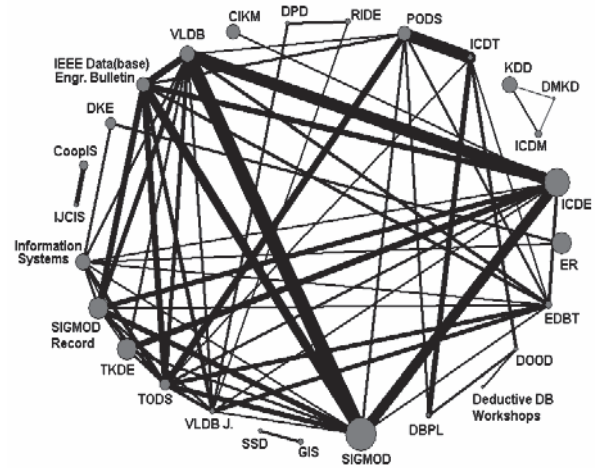 CIKM
DPD
RIDE
PODS
VLDB
ICDT
IEEE Data(base)
Engr. Bulletin
KDD
DMKD
DKE
ICDM
CoopIS
ICDE
IJCIS
Information
Systems
ER
SIGMOD
Record
EDBT
TKDE
DOOD
TODS
Deductive DB
Workshops
VLDB J.
DBPL
SSD
GIS
SIGMOD